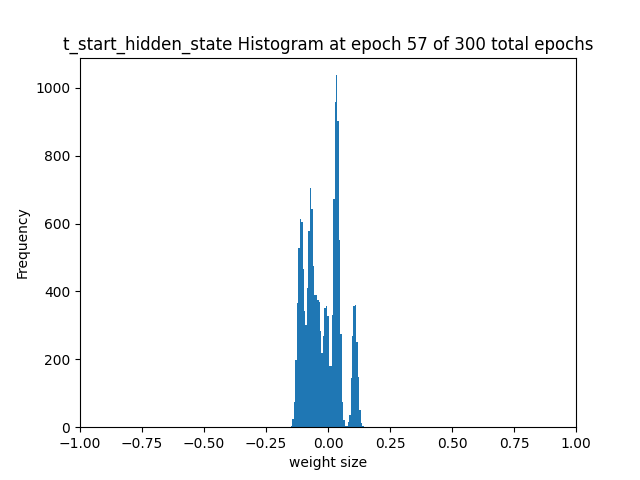 t_start_hidden_state Histogram at epoch 57 of 300 total epochs
1000
800
600
400
200
0
Frequency
−1.00 −0.75 −0.50 −0.25 0.00 0.25 0.50 0.75 1.00
weight size